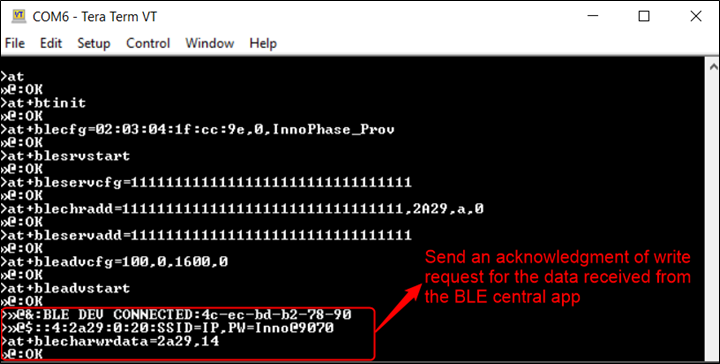 COM6 - Tera Term VT
File Edit Setup Control Window Help
>at
»@:OK
>at+btinit
»@:OK
>at+blecfg=02:03:04:1f:cc:9e,0,InnoPhase_Prov
»@:OK
>at+blesrvstart
»@:OK
>at+bleservcfg=11111111111111111111111111111111
»@:OK
>at+blechradd=11111111111111111111111111111111,2A29,a,0
»@:OK
>at+bleservadd=11111111111111111111111111111111
»@:OK
>at+bleadvcfg=100,0,1600,0
»@:OK
>at+bleadvstart
»@:OK
>»@&:BLE DEV CONNECTED:4c-ec-bd-b2-78-90
>»@$::4:2a29:0:20:SSID=IP,PW=Inno@9070
>at+blecharwrdata=2a29,14
»@:OK
Send an acknowledgment of write
request for the data received from
the BLE central app